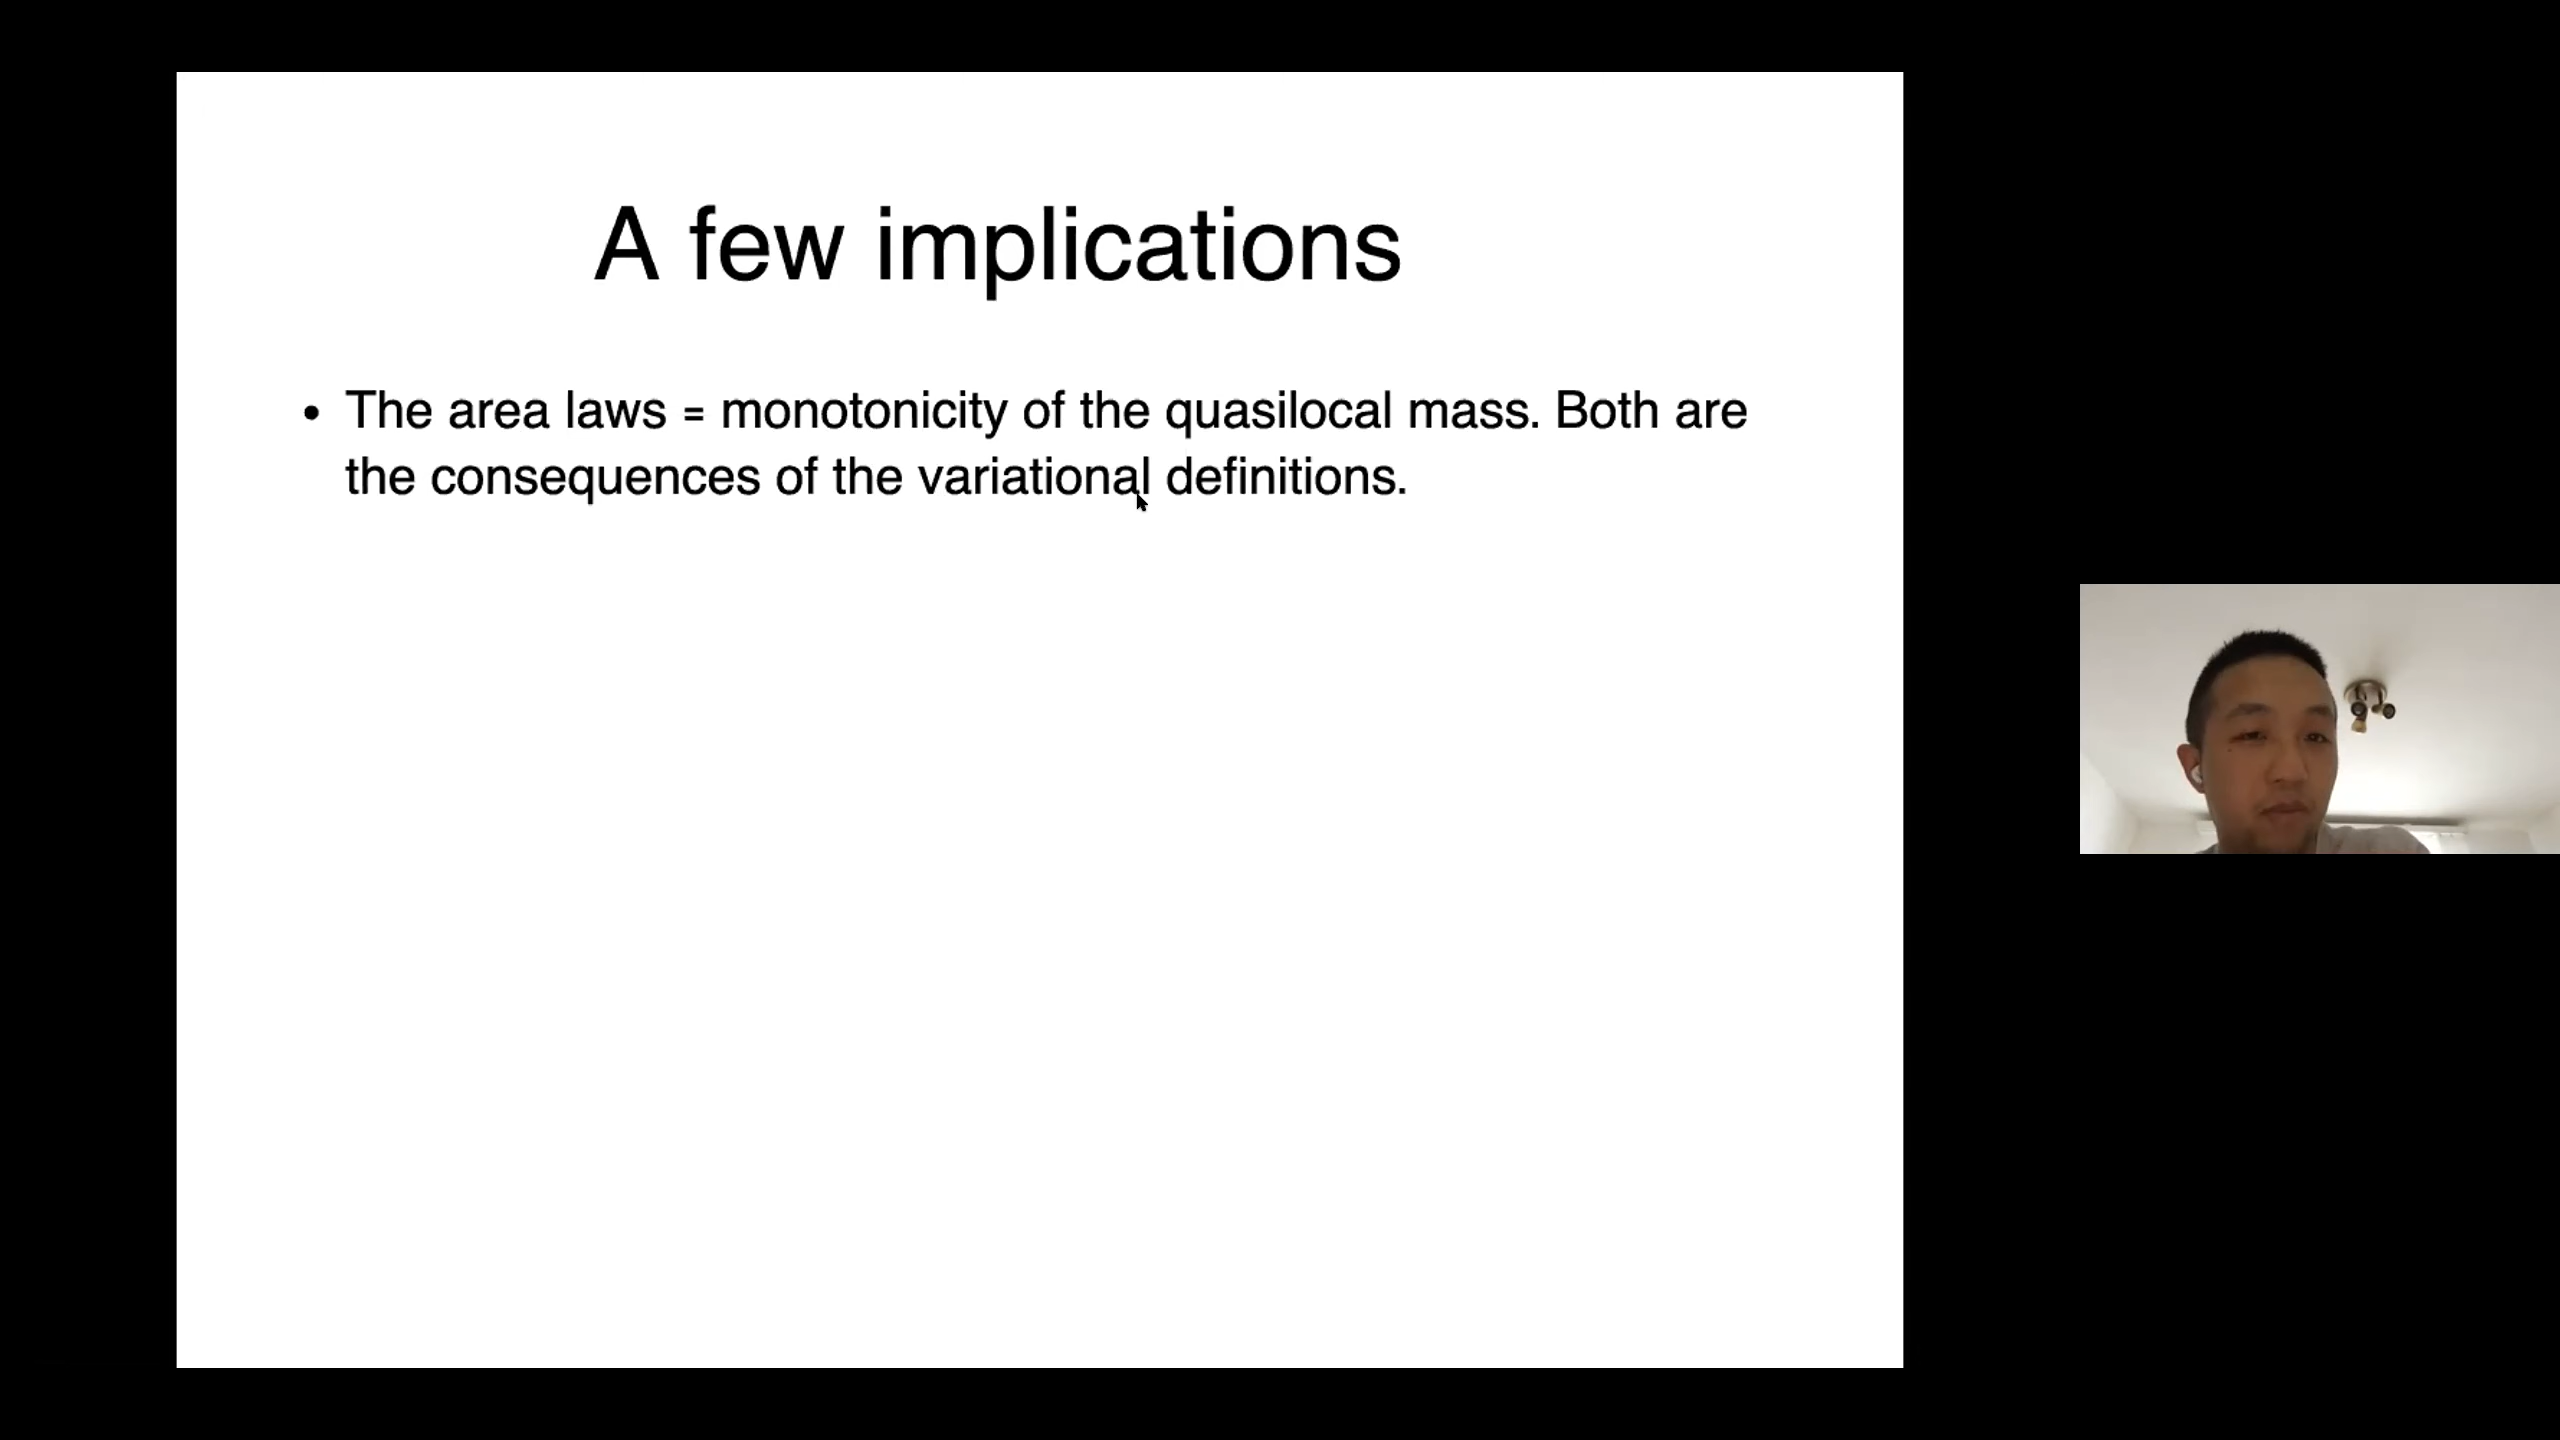 A few implications
• The area laws = monotonicity of the quasilocal mass. Both are
the consequences of the variational definitions.